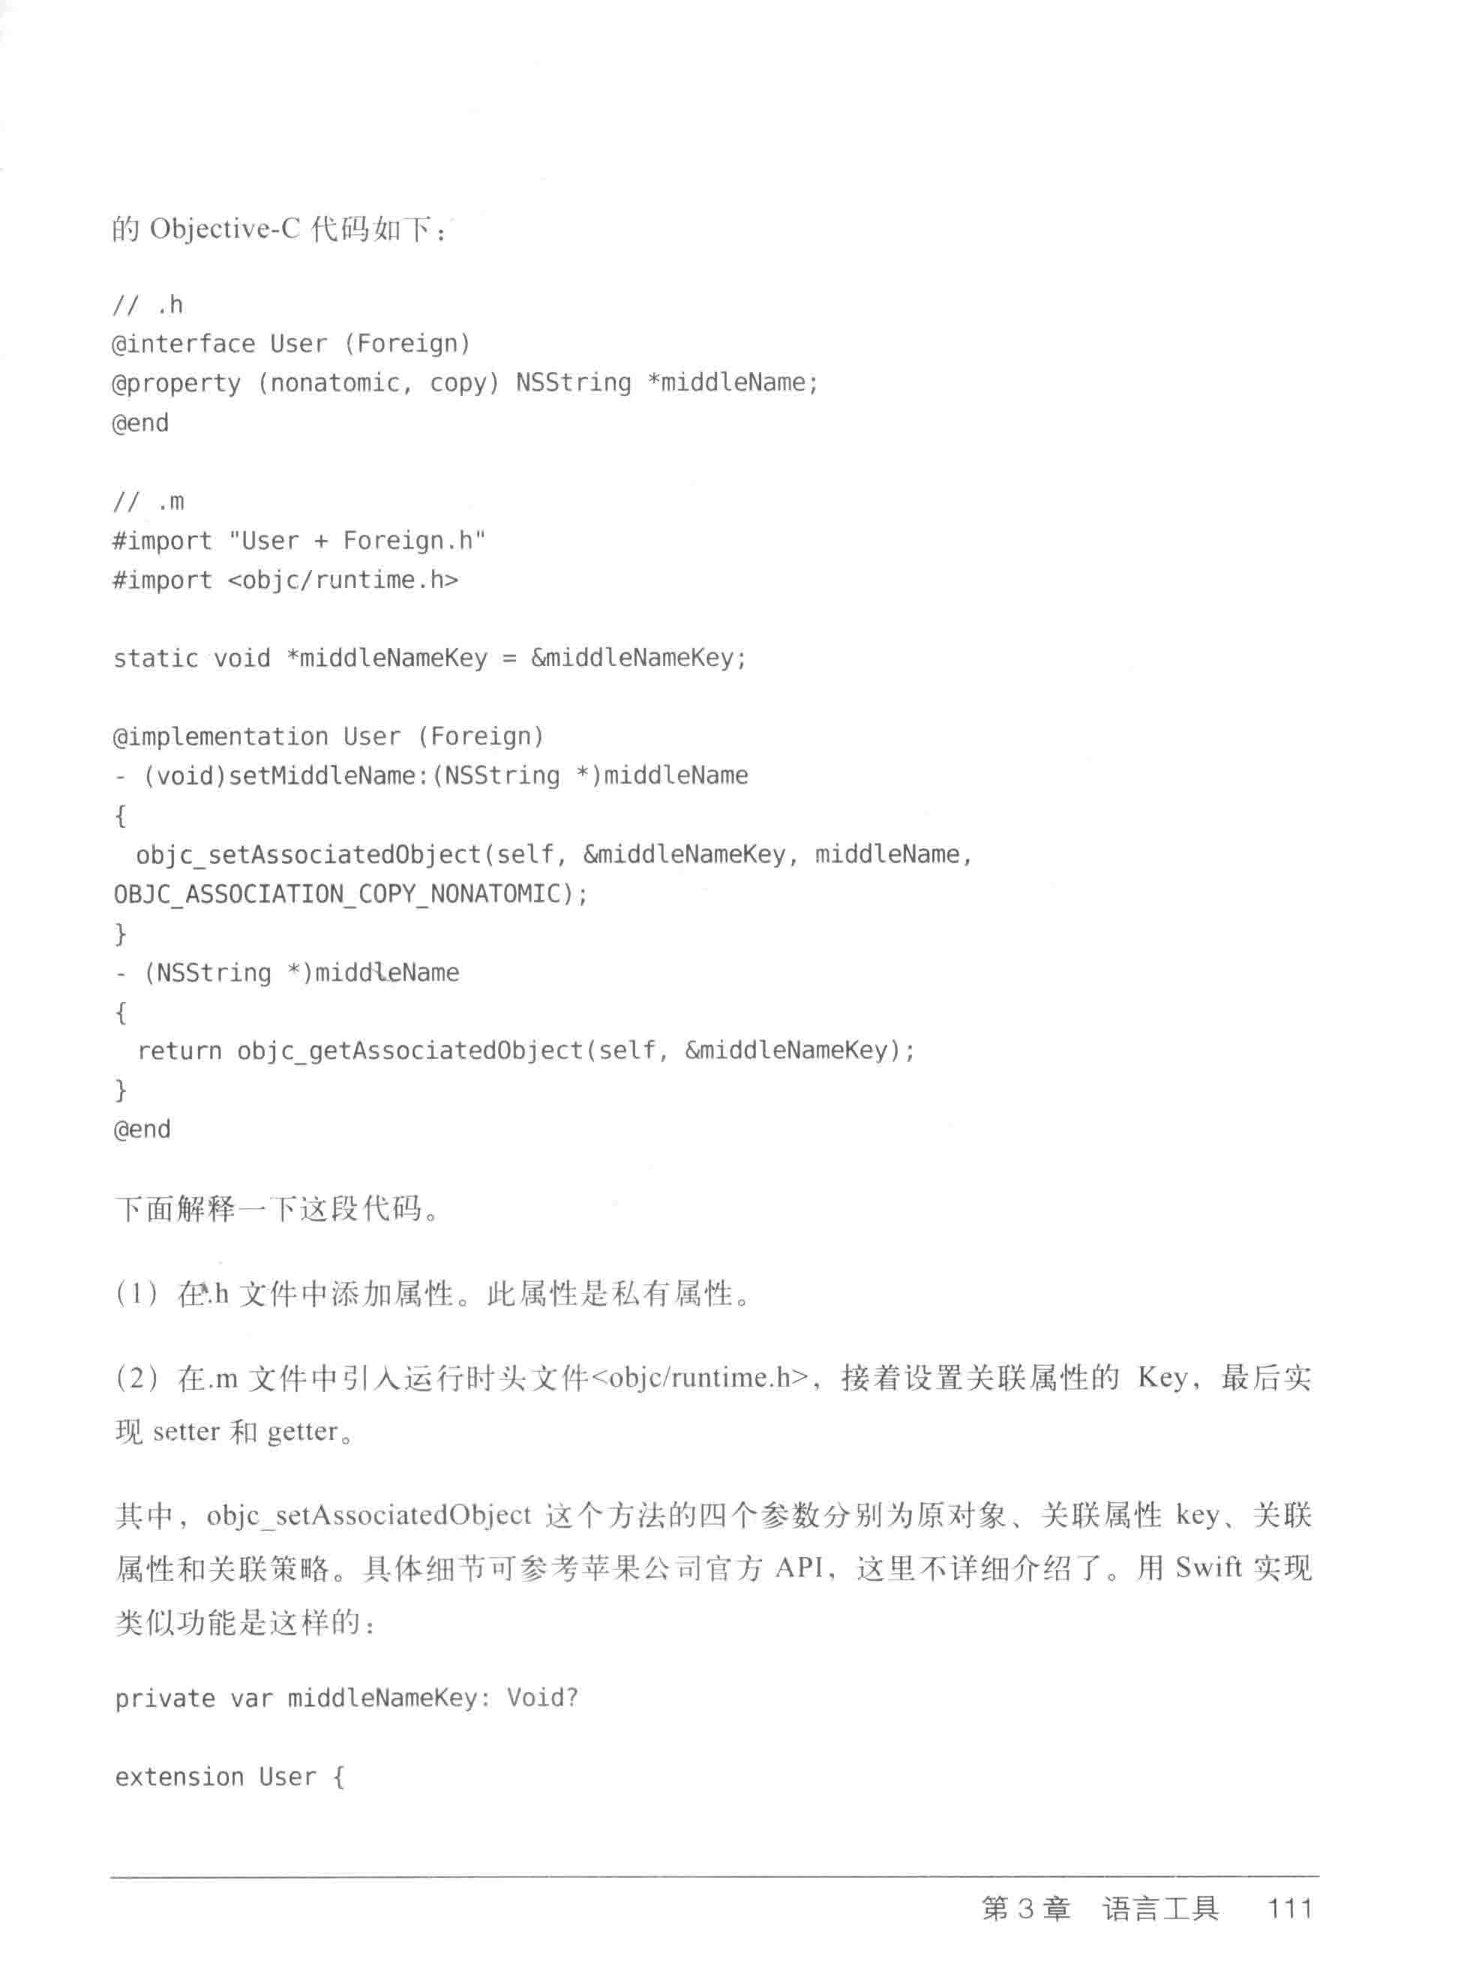 的 Objective-C 代码如下：
// .h
@interface User (Foreign)
@property (nonatomic, copy) NSString *middleName;
@end
// .m
#import "User + Foreign.h"
#import <objc/runtime.h>
static void *middleNameKey = &middleNameKey;
@implementation User (Foreign)
- (void)setMiddleName:(NSString *)middleName
{
objc_setAssociatedObject(self, &middleNameKey, middleName,
OBJC_ASSOCIATION_COPY_NONATOMIC);
}
- (NSString *)middleName
{
return objc_getAssociatedObject(self, &middleNameKey);
}
@end
下面解释一下这段代码。
（1）在.h 文件中添加属性。此属性是私有属性。
（2）在.m 文件中引入运行时头文件<objc/runtime.h>，接着设置关联属性的 Key，最后实
现 setter 和 getter。
其中，objc_setAssociatedObject 这个方法的四个参数分别为原对象、关联属性 key、关联
属性和关联策略。具体细节可参考苹果公司官方 API，这里不详细介绍了。用 Swift 实现
类似功能是这样的：
private var middleNameKey: Void?
extension User {
第 3 章 语言工具 111